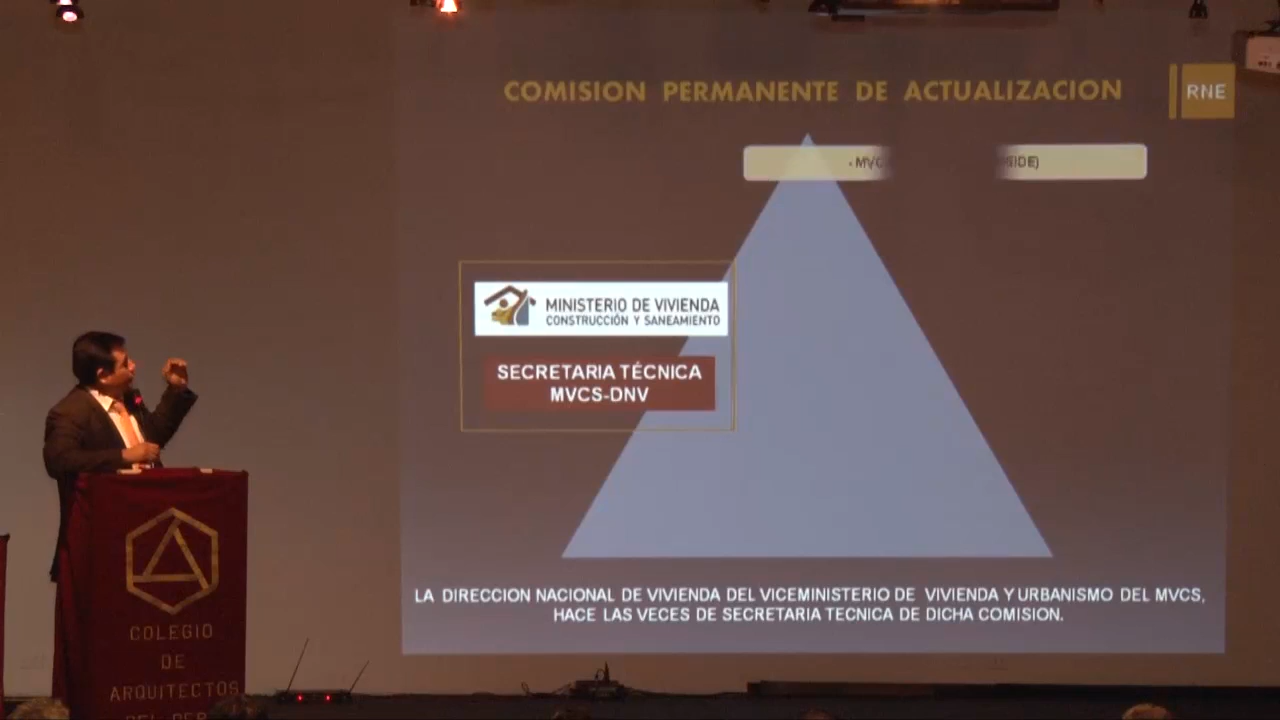 COMISION PERMANENTE DE ACTUALIZACION
RNE
MINISTERIO DE VIVIENDA
CONSTRUCCIÓN Y SANEAMIENTO
SECRETARIA TÉCNICA
MVCS-DNV
LA DIRECCION NACIONAL DE VIVIENDA DEL VICEMINISTERIO DE VIVIENDA Y URBANISMO DEL MVCS,
HACE LAS VECES DE SECRETARIA TECNICA DE DICHA COMISION.
COLEGIO
DE
ARQUITECTOS